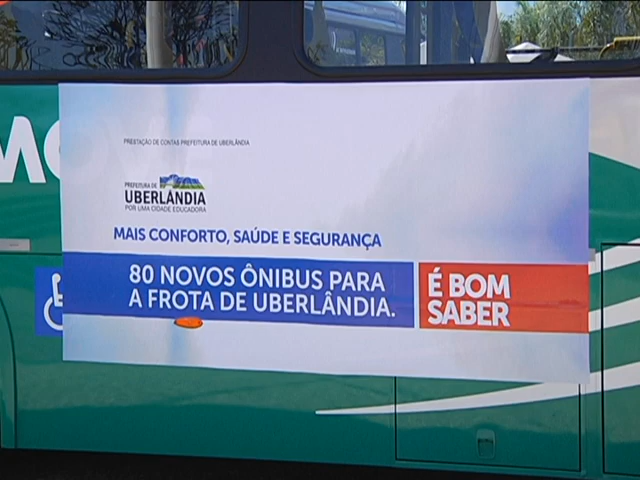 PRESTAÇÃO DE CONTAS PREFEITURA DE UBERLÂNDIA
PREFEITURA DE
UBERLÂNDIA
POR UMA CIDADE EDUCADORA
MAIS CONFORTO, SAÚDE E SEGURANÇA
80 NOVOS ÔNIBUS PARA
A FROTA DE UBERLÂNDIA.
É BOM
SABER